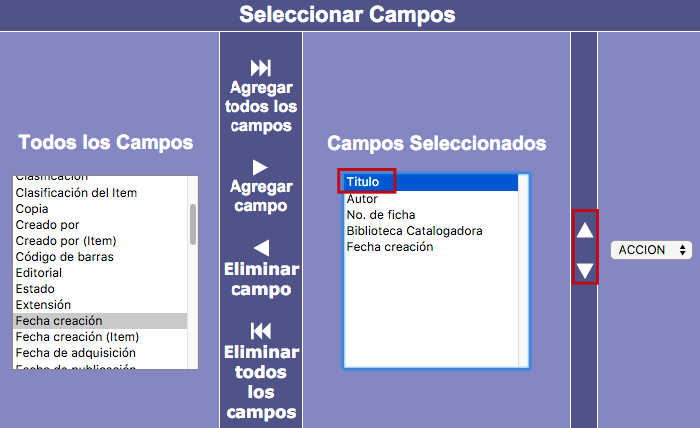 Seleccionar Campos
Todos los Campos
Clasificación
Clasificación del Item
Copia
Creado por
Creado por (Item)
Código de barras
Editorial
Estado
Extensión
Fecha creación
Fecha creación (Item)
Fecha de adquisición
Fecha de publicación
Agregar
todos los
campos
Agregar
campo
Eliminar
campo
Eliminar
todos
los
campos
Campos Seleccionados
Titulo
Autor
No. de ficha
Biblioteca Catalogadora
Fecha creación
ACCION